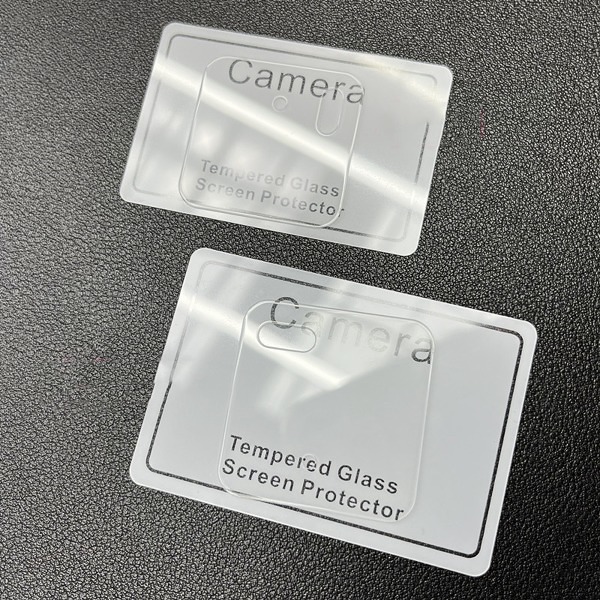 Camera
Tempered Glass
Screen Protector
Camera
Tempered Glass
Screen Protector